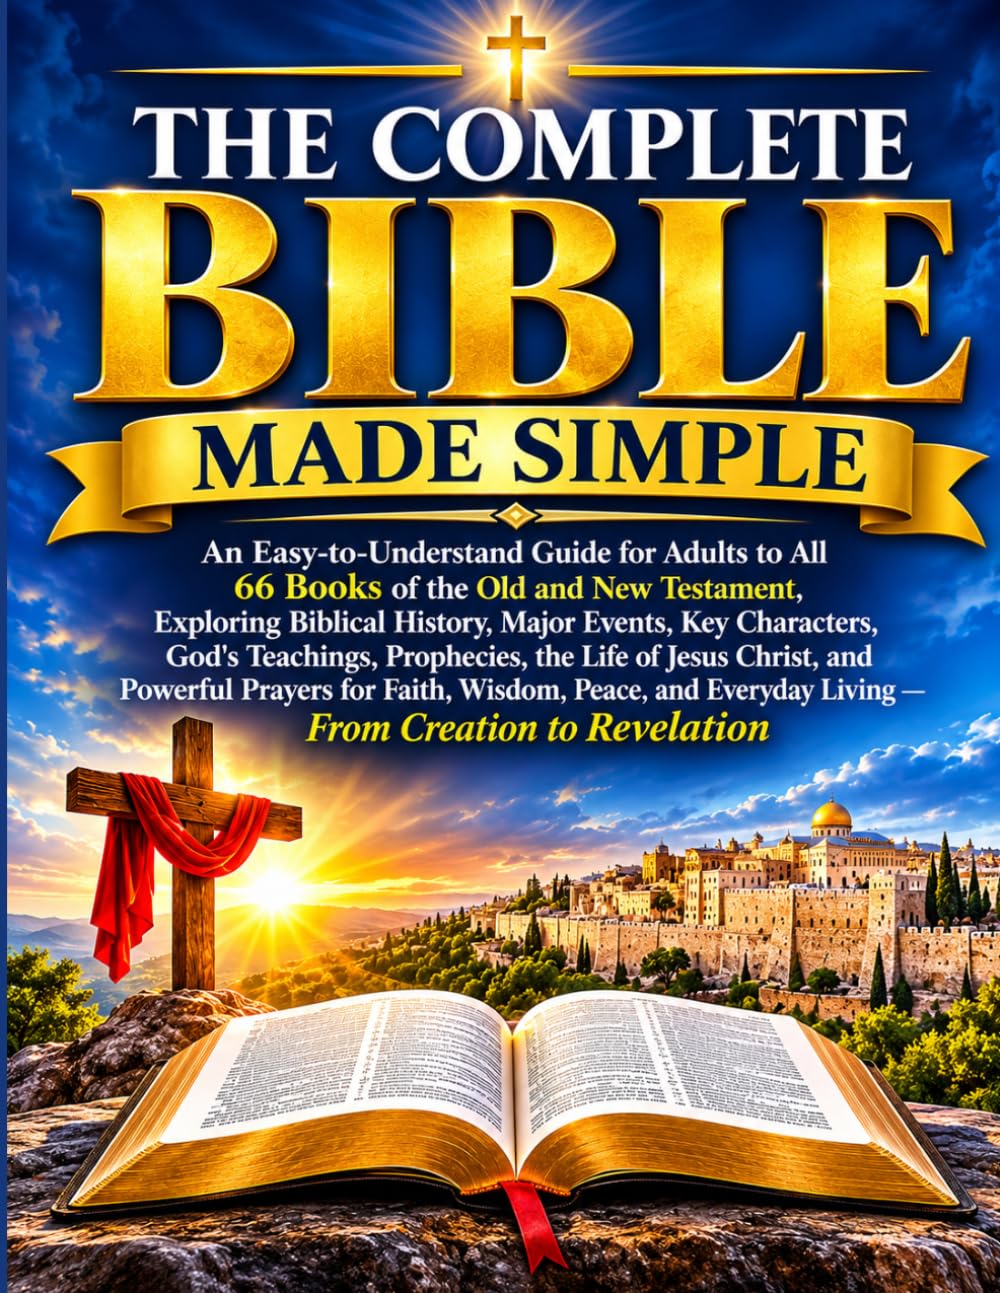 THE COMPLETE
BIBLE
MADE SIMPLE
An Easy-to-Understand Guide for Adults to All
66 Books of the Old and New Testament,
Exploring Biblical History, Major Events, Key Characters,
God's Teachings, Prophecies, the Life of Jesus Christ, and
Powerful Prayers for Faith, Wisdom, Peace, and Everyday Living —
From Creation to Revelation